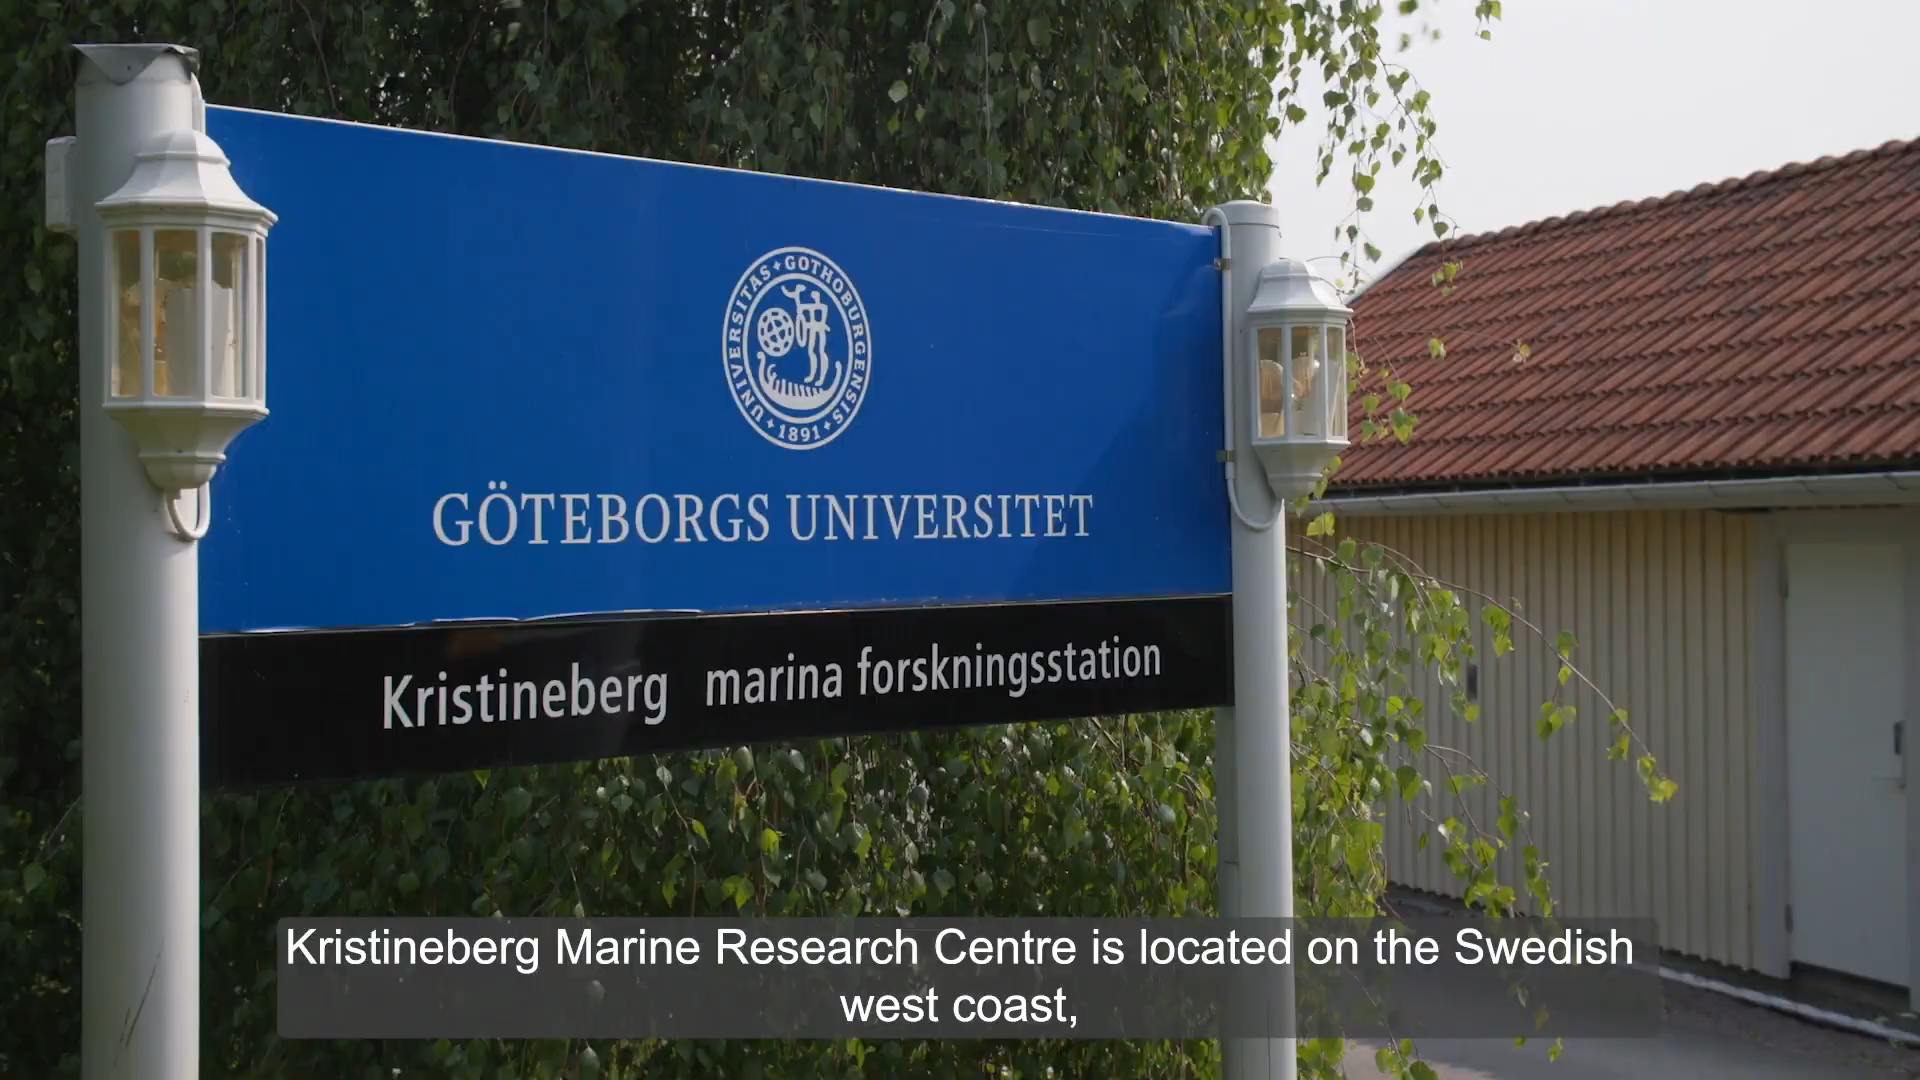 UNIVERSITAS GOTHOBURGENSIS
1891
GÖTEBORGS UNIVERSITET
Kristineberg marina forskningsstation
Kristineberg Marine Research Centre is located on the Swedish
west coast,